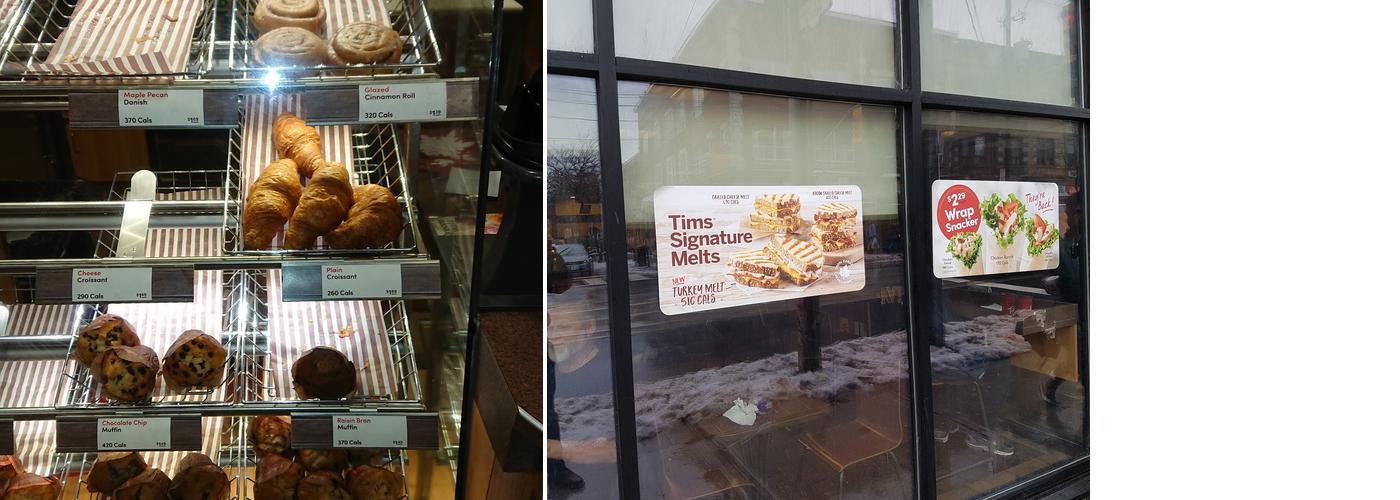 Maple Pecan
Danish
370 Cals
Glazed
Cinnamon Roll
320 Cals
Cheese
Croissant
290 Cals
Plain
Croissant
260 Cals
Chocolate Chip
Muffin
420 Cals
Raisin Bran
Muffin
370 Cals
Tims
Signature
Melts
NEW
TURKEY MELT
510 CALS
$2.29
Wrap
Snacker
They're
Back!